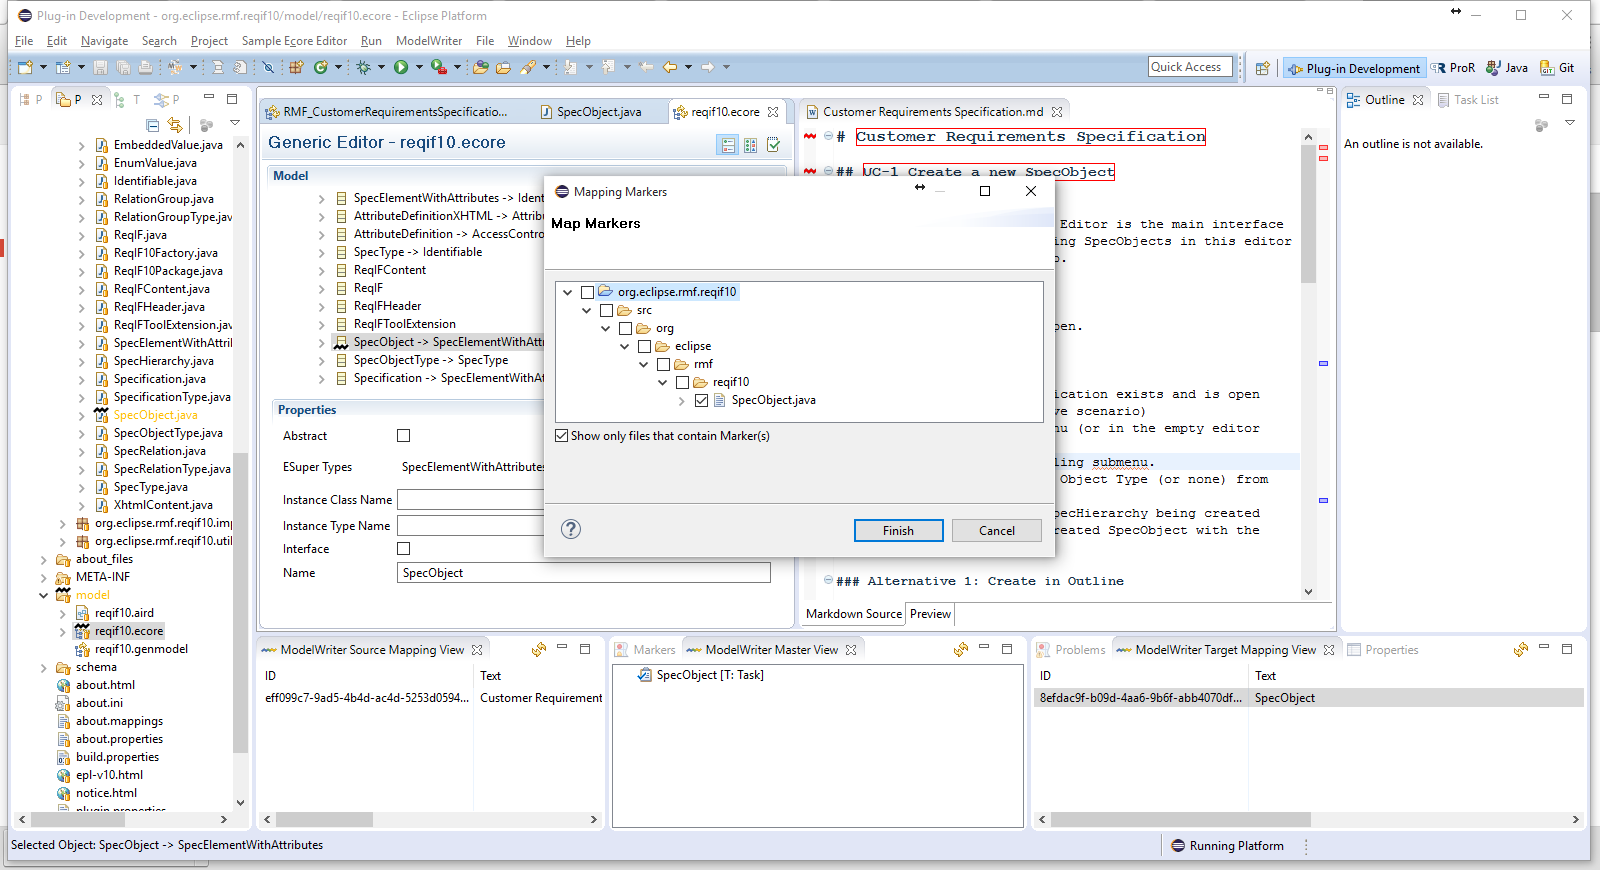 Plug-in Development - org.eclipse.rmf.reqif10/model/reqif10.ecore - Eclipse Platform
File Edit Navigate Search Project Sample Ecore Editor Run ModelWriter File Window Help
Quick Access
Plug-in Development
ProR
Java
Git
P
P
T
P
EmbeddedValue.java
EnumValue.java
Identifiable.java
RelationGroup.java
RelationGroupType.jav
ReqIF.java
ReqIF10Factory.java
ReqIF10Package.java
ReqIFContent.java
ReqIFHeader.java
ReqIFToolExtension.jav
SpecElementWithAttril
SpecHierarchy.java
Specification.java
SpecificationType.java
SpecObject.java
SpecObjectType.java
SpecRelation.java
SpecRelationType.java
SpecType.java
XhtmlContent.java
org.eclipse.rmf.reqif10.imp
org.eclipse.rmf.reqif10.util
about_files
META-INF
model
reqif10.aird
reqif10.ecore
reqif10.genmodel
schema
about.html
about.ini
about.mappings
about.properties
build.properties
epl-v10.html
notice.html
plugin.properties
RMF_CustomerRequirementsSpecificatio...
SpecObject.java
reqif10.ecore
Generic Editor - reqif10.ecore
Model
SpecElementWithAttributes -> Ident
AttributeDefinitionXHTML -> Attribu
AttributeDefinition -> AccessContro
SpecType -> Identifiable
ReqIFContent
ReqIF
ReqIFHeader
ReqIFToolExtension
SpecObject -> SpecElementWithAttr
SpecObjectType -> SpecType
Specification -> SpecElementWithAt
Properties
Abstract
ESuper Types SpecElementWithAttributes
Instance Class Name
Instance Type Name
Interface
Name SpecObject
Customer Requirements Specification.md
# Customer Requirements Specification
## UC-1 Create a new SpecObject
Editor is the main interface
ng SpecObjects in this editor
o.
pen.
ication exists and is open
ve scenario)
nu (or in the empty editor
ling submenu.
Object Type (or none) from
pecHierarchy being created
reated SpecObject with the
### Alternative 1: Create in Outline
Markdown Source
Preview
Mapping Markers
Map Markers
org.eclipse.rmf.reqif10
src
org
eclipse
rmf
reqif10
SpecObject.java
Show only files that contain Marker(s)
?
Finish
Cancel
Outline
Task List
An outline is not available.
ModelWriter Source Mapping View
ID Text
eff099c7-9ad5-4b4d-ac4d-5253d0594... Customer Requirement
Markers
ModelWriter Master View
SpecObject [T: Task]
Problems
ModelWriter Target Mapping View
Properties
ID Text
8efdac9f-b09d-4aa6-9b6f-abb4070df... SpecObject
Selected Object: SpecObject -> SpecElementWithAttributes
Running Platform